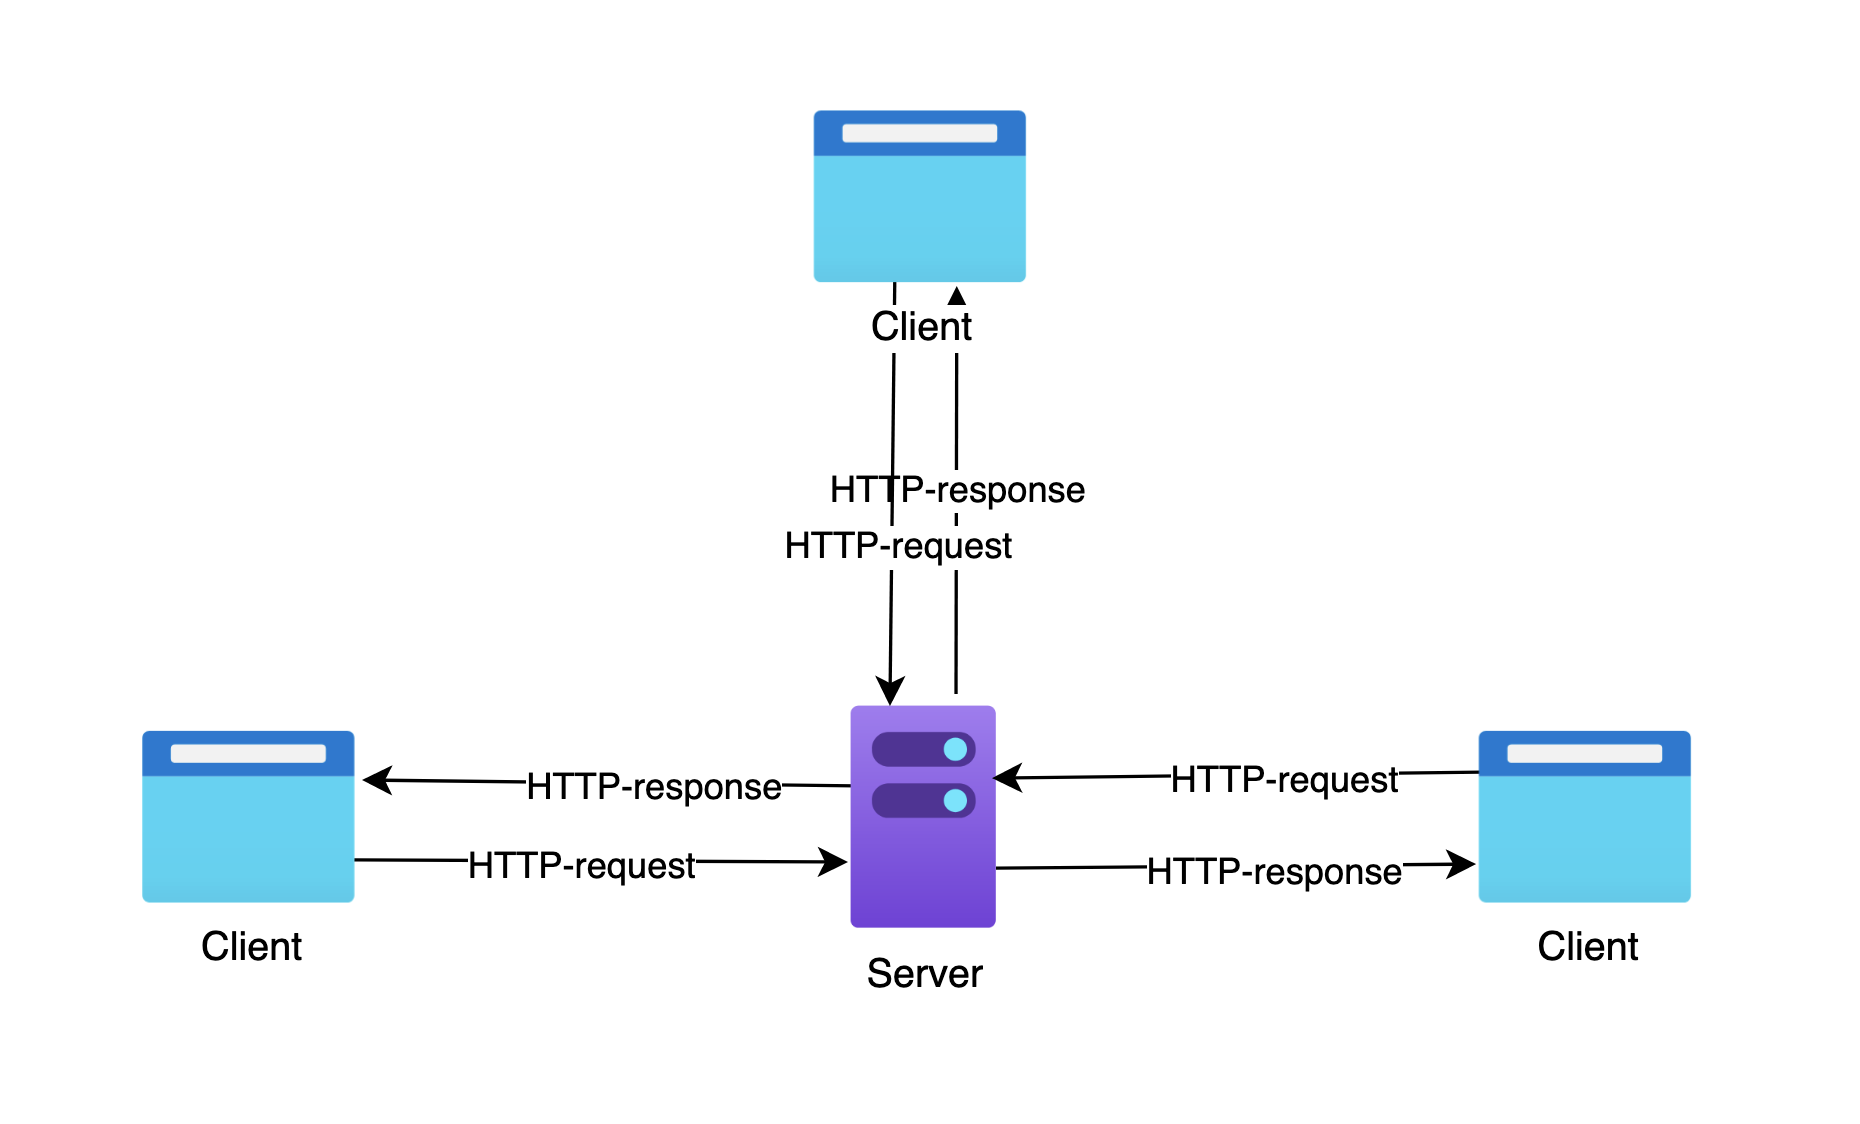 Client
HTTP-response
HTTP-request
HTTP-response
HTTP-request
HTTP-request
HTTP-response
Client
Server
Client